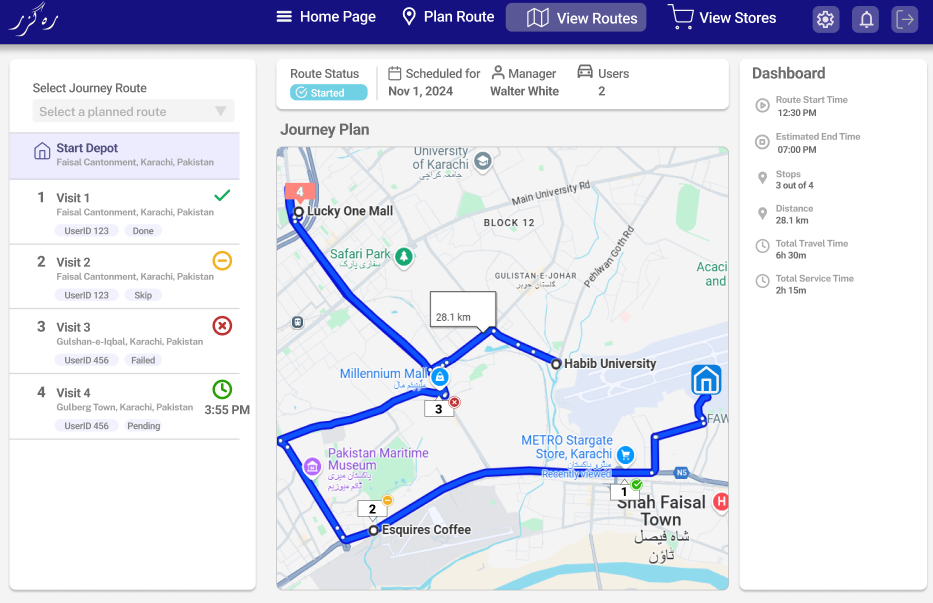 رہ گزر
Home Page
Plan Route
View Routes
View Stores
Select Journey Route
Select a planned route
Start Depot
Faisal Cantonment, Karachi, Pakistan
1 Visit 1
Faisal Cantonment, Karachi, Pakistan
UserID 123 Done
2 Visit 2
Faisal Cantonment, Karachi, Pakistan
UserID 123 Skip
3 Visit 3
Gulshan-e-Iqbal, Karachi, Pakistan
UserID 456 Failed
4 Visit 4
Gulberg Town, Karachi, Pakistan
3:55 PM
UserID 456 Pending
Route Status
Started
Scheduled for
Nov 1, 2024
Manager
Walter White
Users
2
Journey Plan
University
of Karachi
جامعہ کراچی
Main University Rd
4
Lucky One Mall
BLOCK 12
Safari Park
سفاری پارک
Pehlwan Goth Rd
GULISTAN-E-JOHAR
گلستان جوہر
Acaci
and
28.1 km
Habib University
Millennium Mall
ملینیئم مال
3
FAW
METRO Stargate
Store, Karachi
Recently viewed
Pakistan Maritime
Museum
پاکستان میری
ٹائم میوزیم
N5
1
2
Esquires Coffee
H
Shah Faisal
Town
شاہ فیصل
ٹاؤن
Dashboard
Route Start Time
12:30 PM
Estimated End Time
07:00 PM
Stops
3 out of 4
Distance
28.1 km
Total Travel Time
6h 30m
Total Service Time
2h 15m